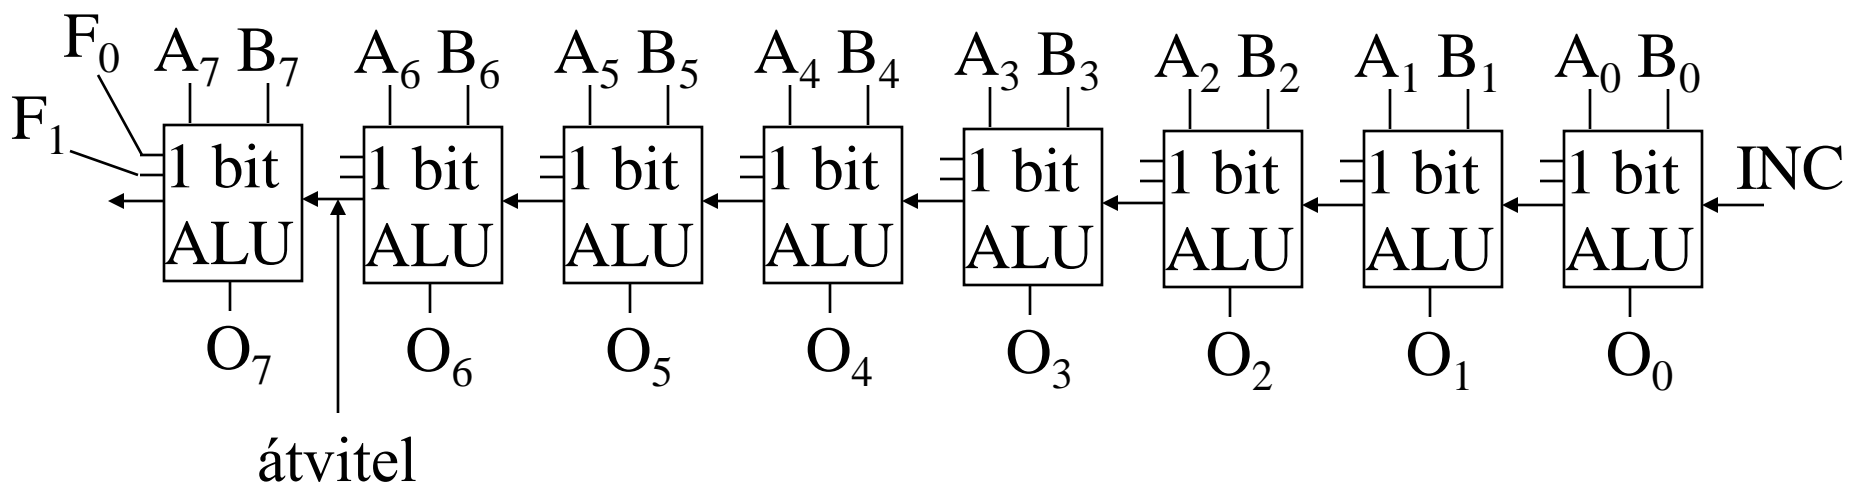 F₀ A₇ B₇ A₆ B₆ A₅ B₅ A₄ B₄ A₃ B₃ A₂ B₂ A₁ B₁ A₀ B₀
F₁
1 bit 1 bit 1 bit 1 bit 1 bit 1 bit 1 bit 1 bit INC
ALU ALU ALU ALU ALU ALU ALU ALU
O₇ O₆ O₅ O₄ O₃ O₂ O₁ O₀
átvitel